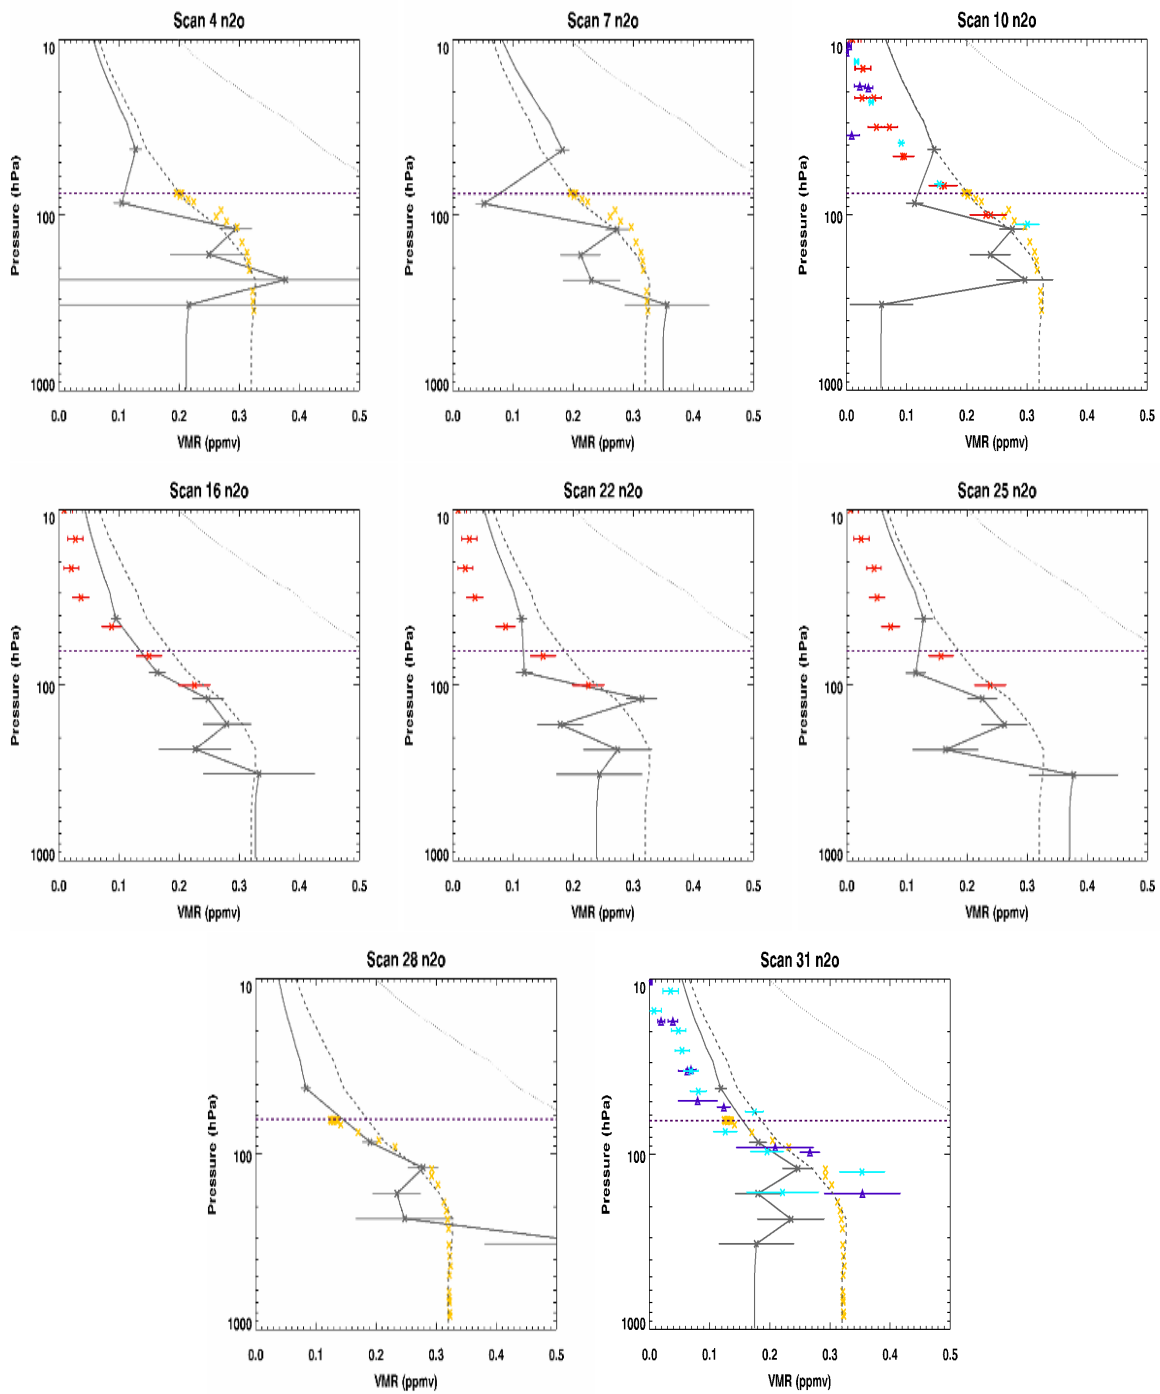 Scan 4 n2o
Scan 7 n2o
Scan 10 n2o
10
100
1000
Pressure (hPa)
0.0 0.1 0.2 0.3 0.4 0.5
VMR (ppmv)
10
100
1000
Pressure (hPa)
0.0 0.1 0.2 0.3 0.4 0.5
VMR (ppmv)
10
100
1000
Pressure (hPa)
0.0 0.1 0.2 0.3 0.4 0.5
VMR (ppmv)
Scan 16 n2o
Scan 22 n2o
Scan 25 n2o
10
100
1000
Pressure (hPa)
0.0 0.1 0.2 0.3 0.4 0.5
VMR (ppmv)
10
100
1000
Pressure (hPa)
0.0 0.1 0.2 0.3 0.4 0.5
VMR (ppmv)
10
100
1000
Pressure (hPa)
0.0 0.1 0.2 0.3 0.4 0.5
VMR (ppmv)
Scan 28 n2o
Scan 31 n2o
10
100
1000
Pressure (hPa)
0.0 0.1 0.2 0.3 0.4 0.5
VMR (ppmv)
10
100
1000
Pressure (hPa)
0.0 0.1 0.2 0.3 0.4 0.5
VMR (ppmv)